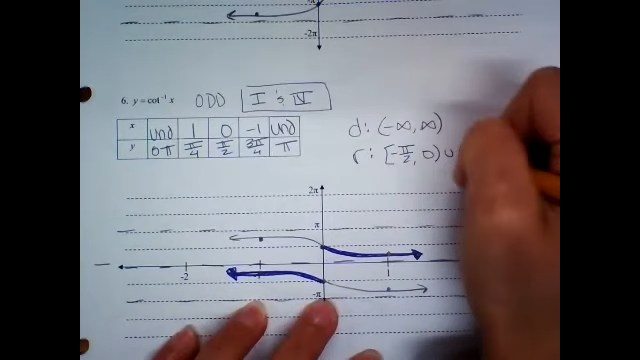 -π
-2π
6. y = cot⁻¹ x ODD I & IV
x und 1 0 -1 und
y 0π π/4 π/2 3π/4 π
d: (-∞, ∞)
r: [-π/2, 0) ∪
2π
π
-2 1
-π